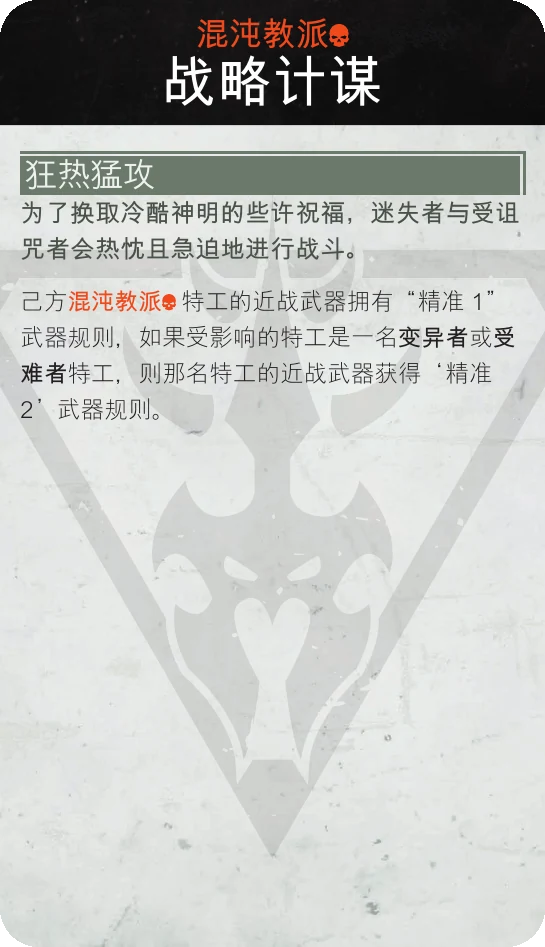 混沌教派
战略计谋
狂热猛攻
为了换取冷酷神明的些许祝福，迷失者与受诅
咒者会热忱且急迫地进行战斗。
己方混沌教派 特工的近战武器拥有“精准 1”
武器规则，如果受影响的特工是一名变异者或受
难者特工，则那名特工的近战武器获得‘精准
2’武器规则。